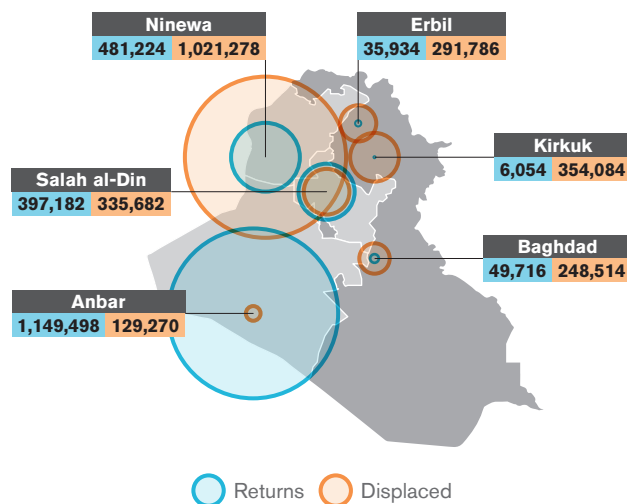 Ninewa
481,224 1,021,278
Erbil
35,934 291,786
Kirkuk
6,054 354,084
Salah al-Din
397,182 335,682
Baghdad
49,716 248,514
Anbar
1,149,498 129,270
Returns Displaced